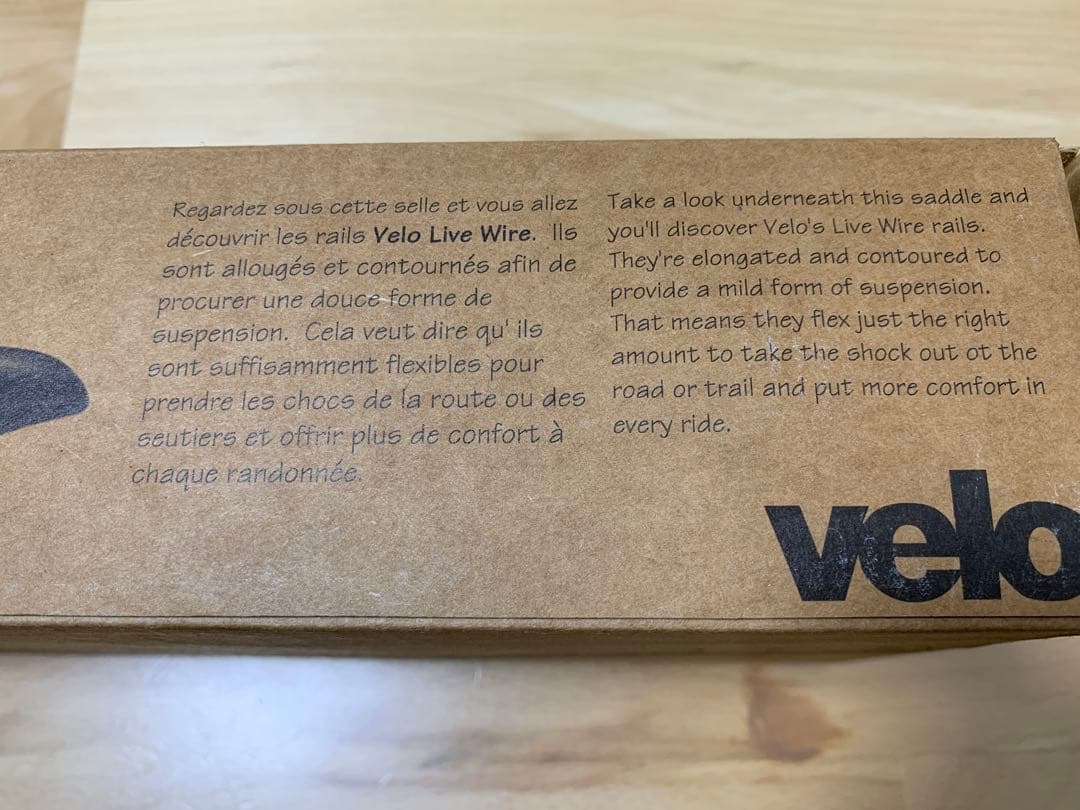 Regardez sous cette selle et vous allez
découvrir les rails Velo Live Wire. Ils
sont allougés et contournés afin de
procurer une douce forme de
suspension. Cela veut dire qu' ils
sont suffisamment flexibles pour
prendre les chocs de la route ou des
seutiers et offrir plus de confort à
chaque randonnée.
Take a look underneath this saddle and
you'll discover Velo's Live Wire rails.
They're elongated and contoured to
provide a mild form of suspension.
That means they flex just the right
amount to take the shock out ot the
road or trail and put more comfort in
every ride.
velo